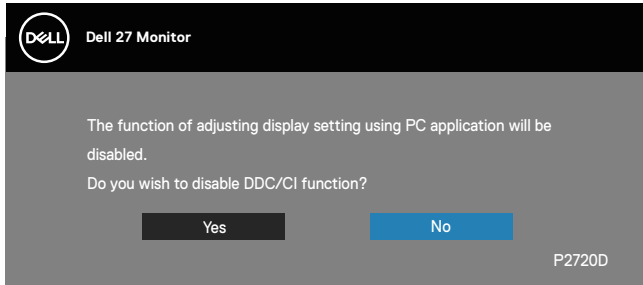 DELL
Dell 27 Monitor
The function of adjusting display setting using PC application will be
disabled.
Do you wish to disable DDC/CI function?
Yes
No
P2720D